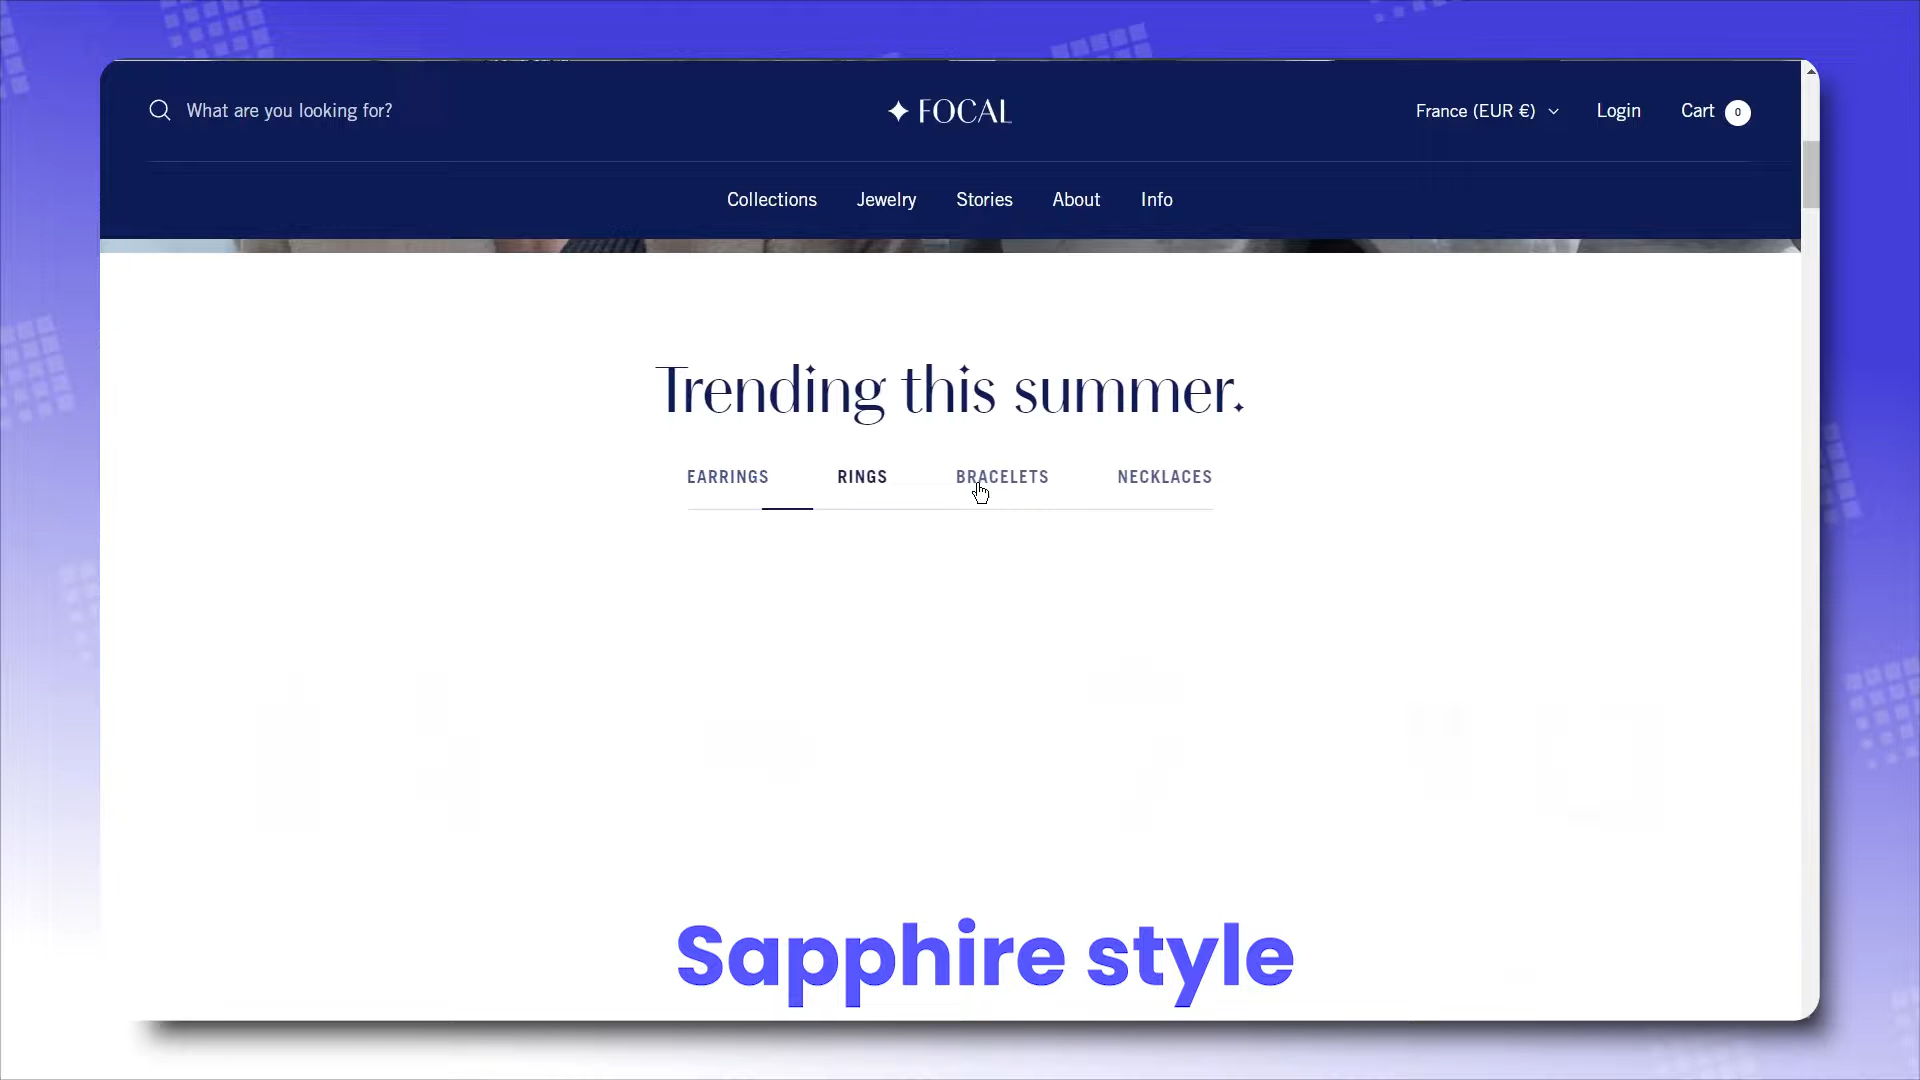 What are you looking for?
FOCAL
France (EUR €)
Login
Cart 0
Collections Jewelry Stories About Info
Trending this summer.
EARRINGS RINGS BRACELETS NECKLACES
Sapphire style